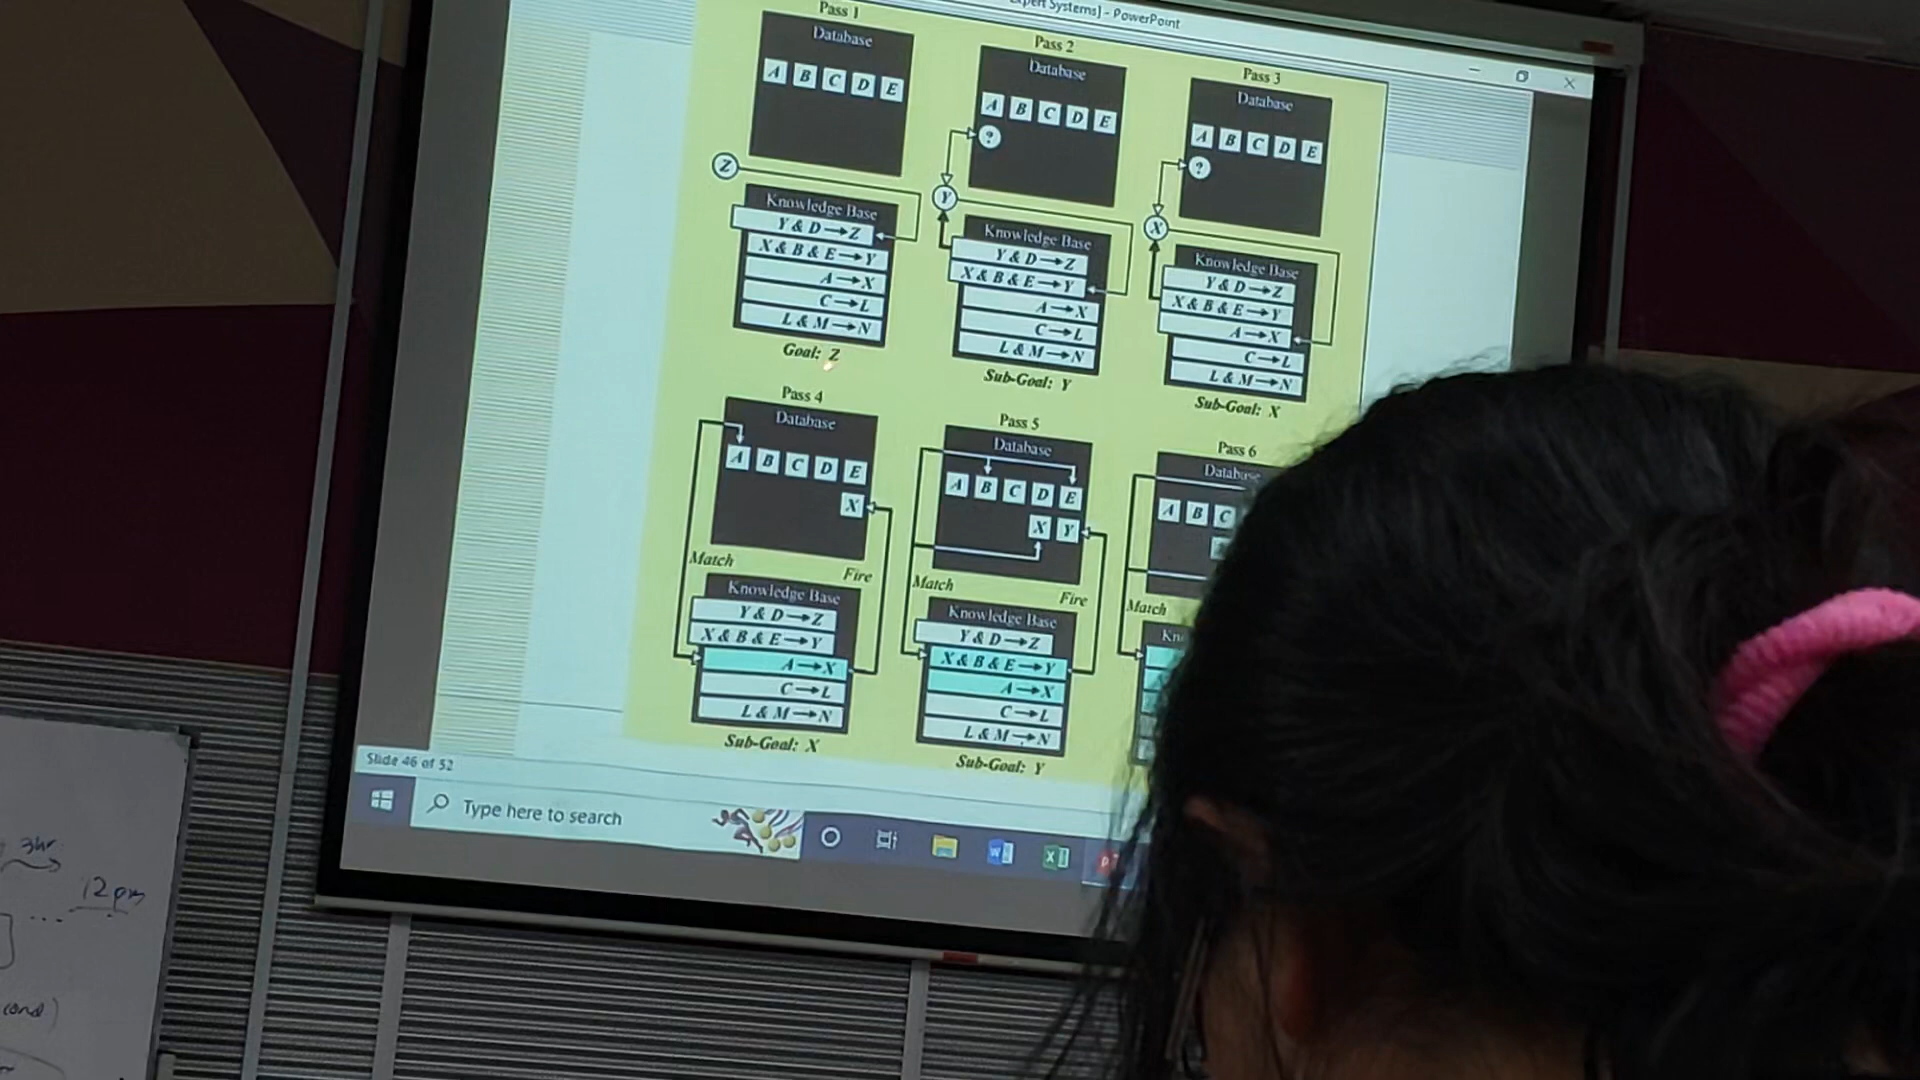 Expert Systems] - PowerPoint
Pass 1
Database
A B C D E
Z
Knowledge Base
Y & D → Z
X & B & E → Y
A → X
C → L
L & M → N
Goal: Z
Pass 2
Database
A B C D E
?
Y
Knowledge Base
Y & D → Z
X & B & E → Y
A → X
C → L
L & M → N
Sub-Goal: Y
Pass 3
Database
A B C D E
?
X
Knowledge Base
Y & D → Z
X & B & E → Y
A → X
C → L
L & M → N
Sub-Goal: X
Pass 4
Database
A B C D E
X
Match
Fire
Knowledge Base
Y & D → Z
X & B & E → Y
A → X
C → L
L & M → N
Sub-Goal: X
Pass 5
Database
A B C D E
X Y
Match
Fire
Knowledge Base
Y & D → Z
X & B & E → Y
A → X
C → L
L & M → N
Sub-Goal: Y
Pass 6
Database
A B C
Match
Kn
Slide 46 of 52
Type here to search
3hr
12pm
...